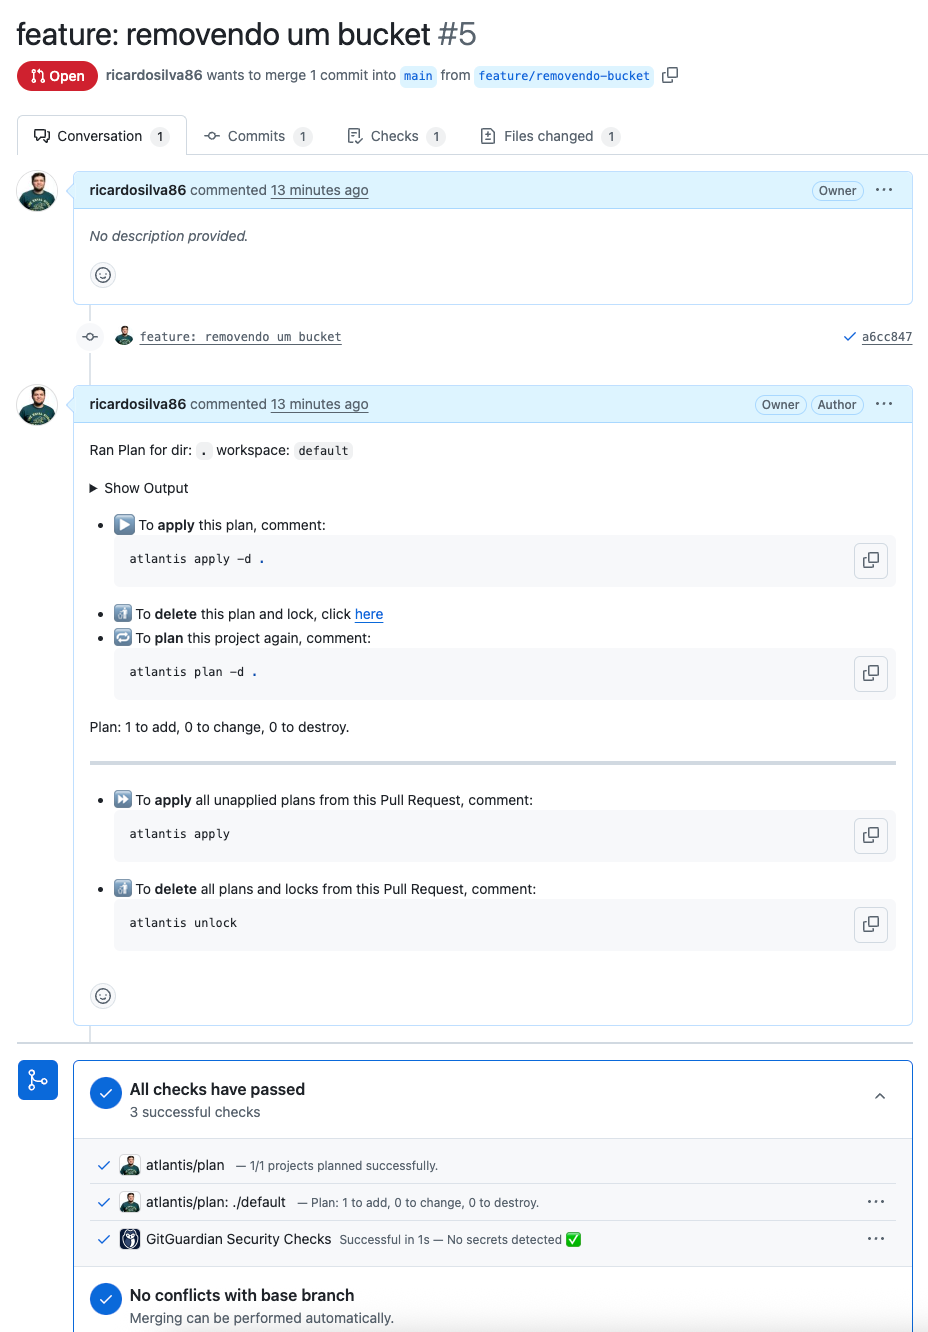 feature: removendo um bucket #5
Open ricardosilva86 wants to merge 1 commit into main from feature/removendo-bucket
Conversation 1 Commits 1 Checks 1 Files changed 1
ricardosilva86 commented 13 minutes ago Owner ...
No description provided.
feature: removendo um bucket a6cc847
ricardosilva86 commented 13 minutes ago Owner Author ...
Ran Plan for dir: . workspace: default
Show Output
To apply this plan, comment:
atlantis apply -d .
To delete this plan and lock, click here
To plan this project again, comment:
atlantis plan -d .
Plan: 1 to add, 0 to change, 0 to destroy.
To apply all unapplied plans from this Pull Request, comment:
atlantis apply
To delete all plans and locks from this Pull Request, comment:
atlantis unlock
All checks have passed
3 successful checks
atlantis/plan — 1/1 projects planned successfully.
atlantis/plan: ./default — Plan: 1 to add, 0 to change, 0 to destroy. ...
GitGuardian Security Checks Successful in 1s — No secrets detected ✅ ...
No conflicts with base branch
Merging can be performed automatically.